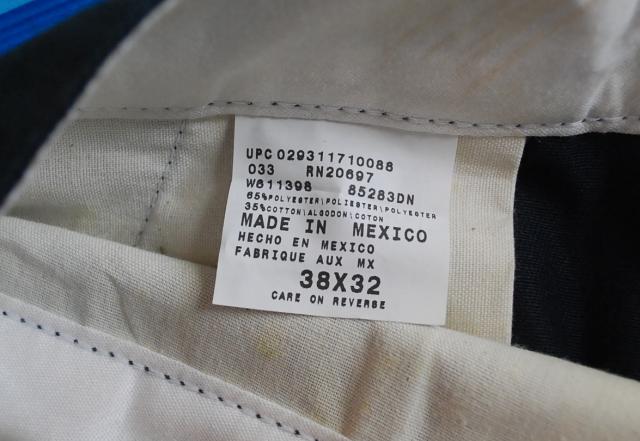 UPC 029311710088
033 RN20697
W611398 85283DN
65%POLYESTER\POLIESTER\POLYESTER
35%COTTON\ALGODON\COTON
MADE IN MEXICO
HECHO EN MEXICO
FABRIQUE AUX MX
38X32
CARE ON REVERSE